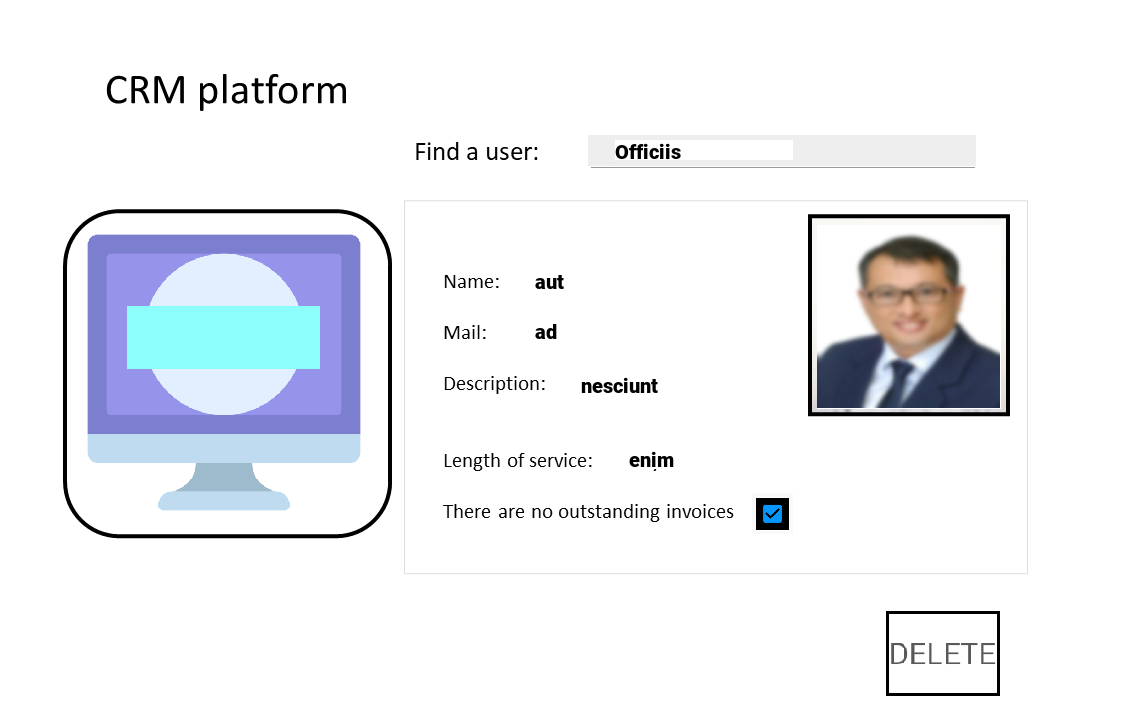 CRM platform
Find a user: Officiis
Name: aut
Mail: ad
Description: nesciunt
Length of service: enim
There are no outstanding invoices
DELETE